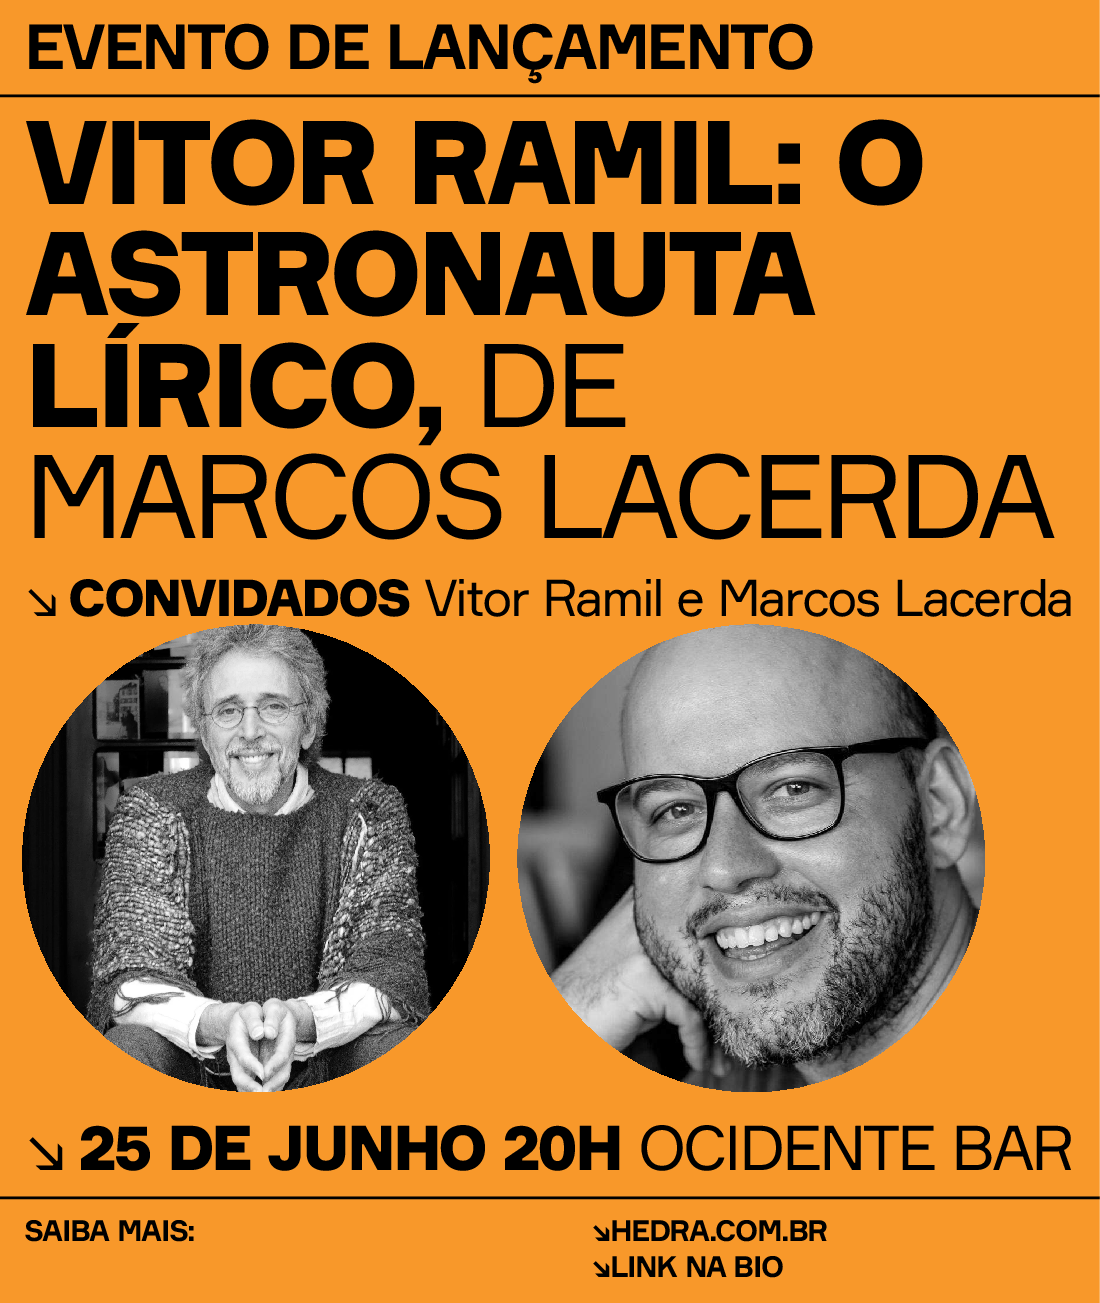 EVENTO DE LANÇAMENTO
VITOR RAMIL: O
ASTRONAUTA
LÍRICO, DE
MARCOS LACERDA
↘ CONVIDADOS Vitor Ramil e Marcos Lacerda
↘ 25 DE JUNHO 20H OCIDENTE BAR
SAIBA MAIS:
↘HEDRA.COM.BR
↘LINK NA BIO